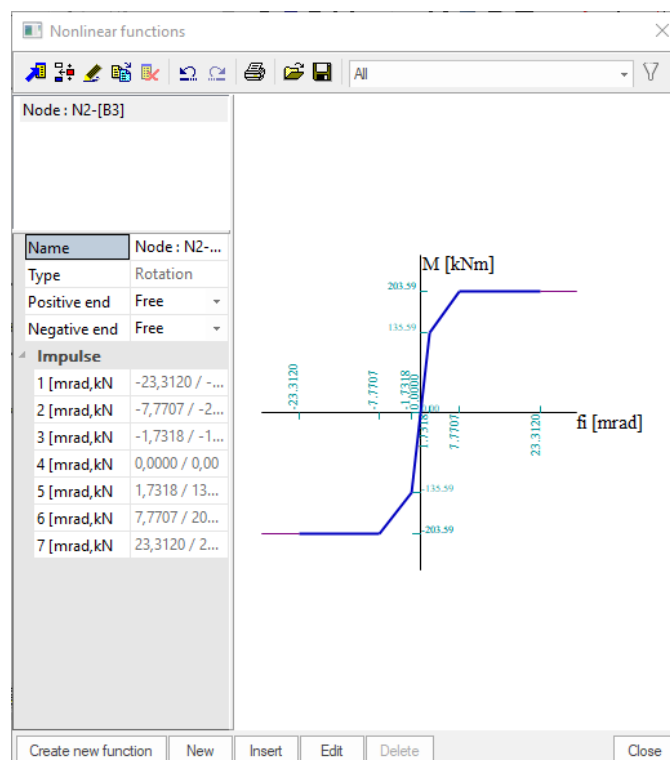 Nonlinear functions
All
Node : N2-[B3]
Name Node : N2-...
Type Rotation
Positive end Free
Negative end Free
Impulse
1 [mrad,kN -23,3120 / -...
2 [mrad,kN -7,7707 / -2...
3 [mrad,kN -1,7318 / -1...
4 [mrad,kN 0,0000 / 0,00
5 [mrad,kN 1,7318 / 13...
6 [mrad,kN 7,7707 / 20...
7 [mrad,kN 23,3120 / 2...
M [kNm]
203.59
135.59
-23.3120
-7.7707
-1.7318
0.0000
0.00
1.7318
7.7707
23.3120
fi [mrad]
-135.59
-203.59
Create new function New Insert Edit Delete Close